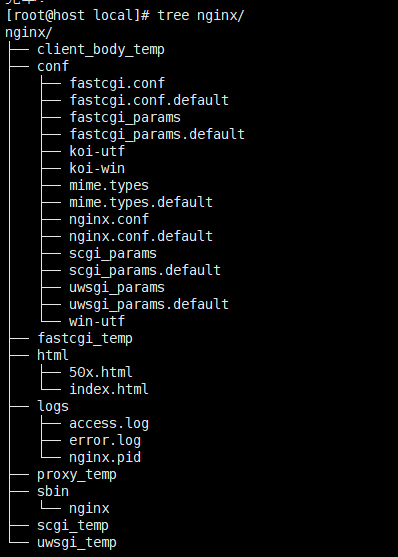 [root@host local]# tree nginx/
nginx/
├── client_body_temp
├── conf
│   ├── fastcgi.conf
│   ├── fastcgi.conf.default
│   ├── fastcgi_params
│   ├── fastcgi_params.default
│   ├── koi-utf
│   ├── koi-win
│   ├── mime.types
│   ├── mime.types.default
│   ├── nginx.conf
│   ├── nginx.conf.default
│   ├── scgi_params
│   ├── scgi_params.default
│   ├── uwsgi_params
│   ├── uwsgi_params.default
│   └── win-utf
├── fastcgi_temp
├── html
│   ├── 50x.html
│   └── index.html
├── logs
│   ├── access.log
│   ├── error.log
│   └── nginx.pid
├── proxy_temp
├── sbin
│   └── nginx
├── scgi_temp
└── uwsgi_temp